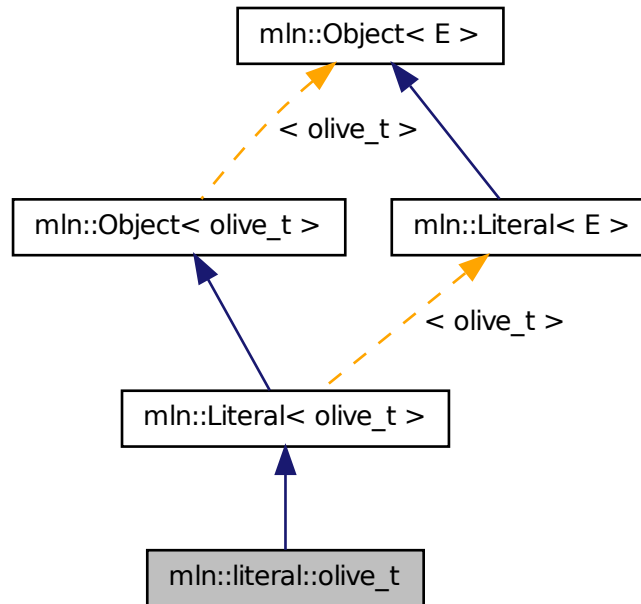 mln::Object< E >
< olive_t >
mln::Object< olive_t >
mln::Literal< E >
< olive_t >
mln::Literal< olive_t >
mln::literal::olive_t